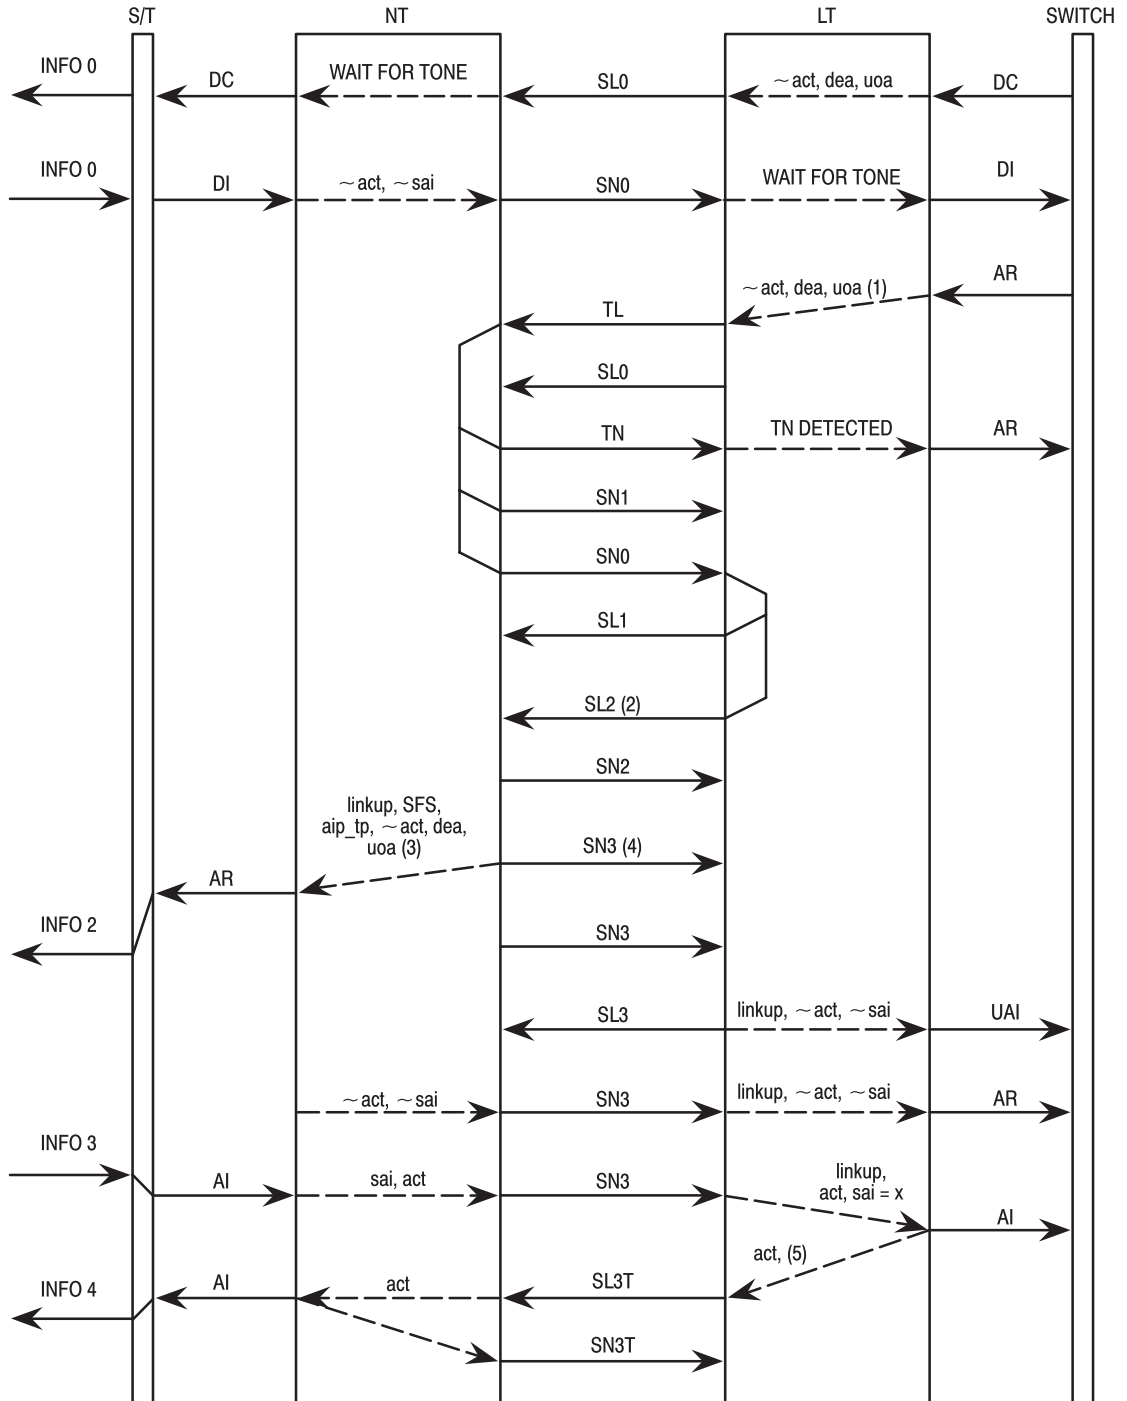 S/T NT LT SWITCH
INFO 0 DC WAIT FOR TONE SL0 ~act, dea, uoa DC
INFO 0 DI ~act, ~sai SN0 WAIT FOR TONE DI
~act, dea, uoa (1) AR
TL
SL0
TN TN DETECTED AR
SN1
SN0
SL1
SL2 (2)
SN2
linkup, SFS,
aip_tp, ~act, dea,
uoa (3) SN3 (4)
AR
INFO 2 SN3
SL3 linkup, ~act, ~sai UAI
~act, ~sai SN3 linkup, ~act, ~sai AR
INFO 3
AI sai, act SN3 linkup,
act, sai = x
AI
act, (5)
INFO 4 AI act SL3T
SN3T